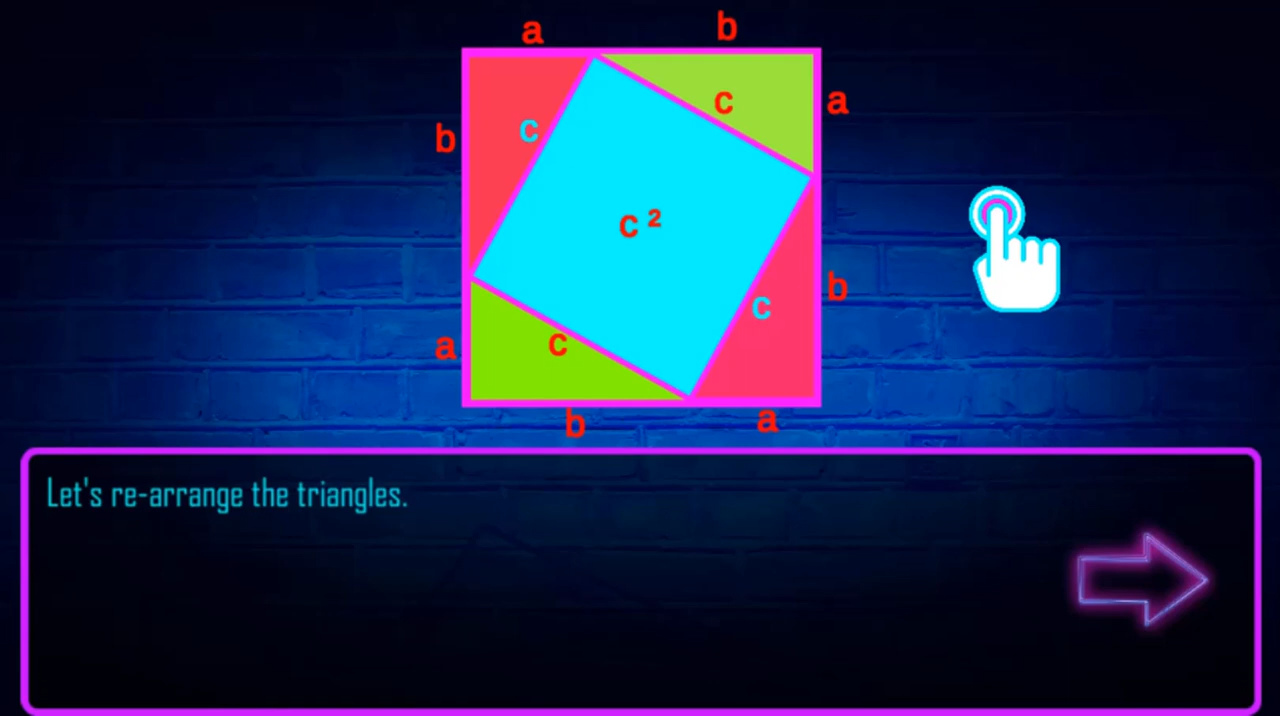 a b
b c c a
c²
a c c b
b a
Let's re-arrange the triangles.